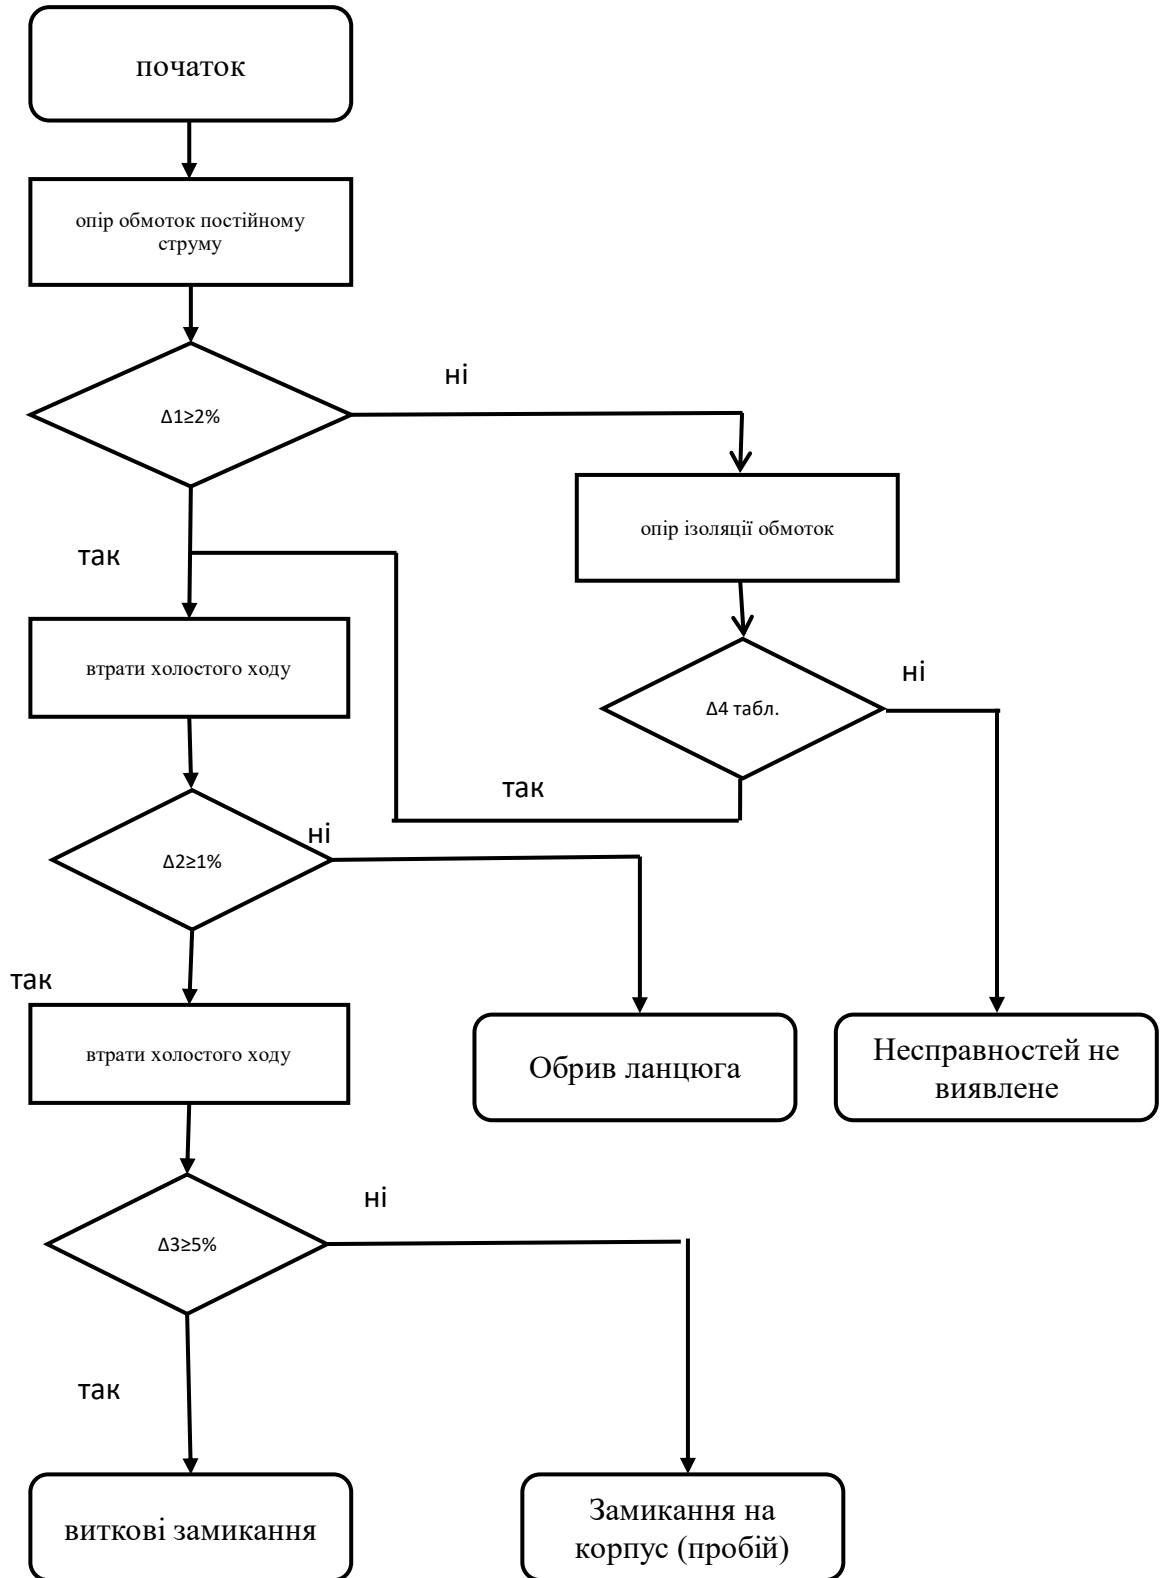 початок
опір обмоток постійному
струму
Δ1≥2%
ні
опір ізоляції обмоток
так
втрати холостого ходу
ні
Δ4 табл.
так
ні
Δ2≥1%
так
втрати холостого ходу
Обрив ланцюга
Несправностей не
виявлене
ні
Δ3≥5%
так
виткові замикання
Замикання на
корпус (пробій)